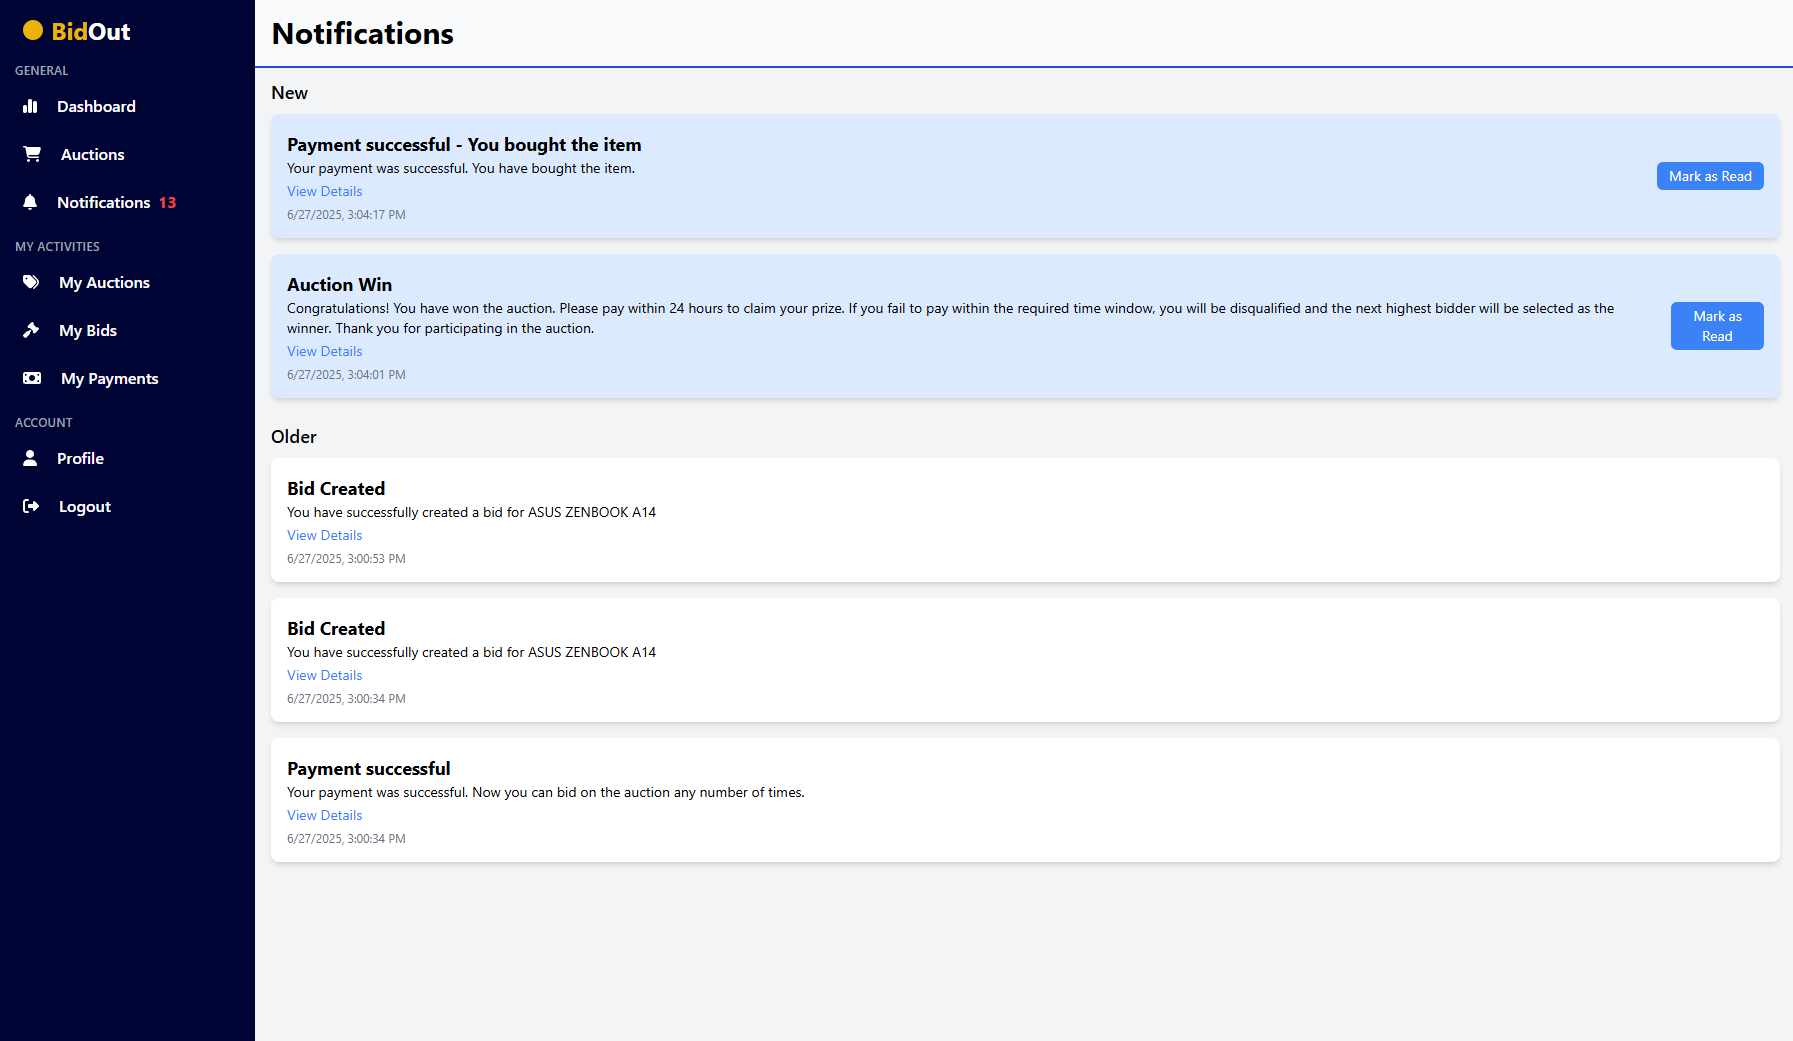 BidOut
GENERAL
Dashboard
Auctions
Notifications 13
MY ACTIVITIES
My Auctions
My Bids
My Payments
ACCOUNT
Profile
Logout
Notifications
New
Payment successful - You bought the item
Your payment was successful. You have bought the item.
View Details
6/27/2025, 3:04:17 PM
Mark as Read
Auction Win
Congratulations! You have won the auction. Please pay within 24 hours to claim your prize. If you fail to pay within the required time window, you will be disqualified and the next highest bidder will be selected as the
winner. Thank you for participating in the auction.
View Details
6/27/2025, 3:04:01 PM
Mark as
Read
Older
Bid Created
You have successfully created a bid for ASUS ZENBOOK A14
View Details
6/27/2025, 3:00:53 PM
Bid Created
You have successfully created a bid for ASUS ZENBOOK A14
View Details
6/27/2025, 3:00:34 PM
Payment successful
Your payment was successful. Now you can bid on the auction any number of times.
View Details
6/27/2025, 3:00:34 PM